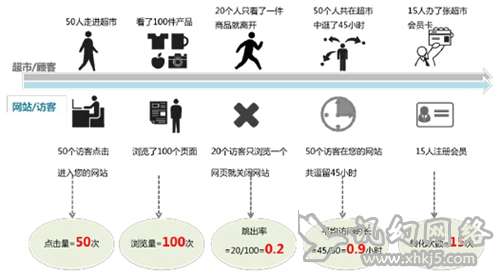 50人走进超市
看了100件产品
20个人只看了一件
商品就离开
50个人共在超市
中逛了45小时
15人办了张超市
会员卡
超市/顾客
网站/访客
50个访客点击
进入您的网站
浏览了100个页面
20个访客只浏览一个
网页就关闭网站
50个访客在您的网站
共逗留45小时
15人注册会员
点击量=50次
浏览量=100次
跳出率
=20/100=0.2
平均访问时长
=45/50=0.9小时
转化次数=15次
讯幻网络
www.xhkj5.com